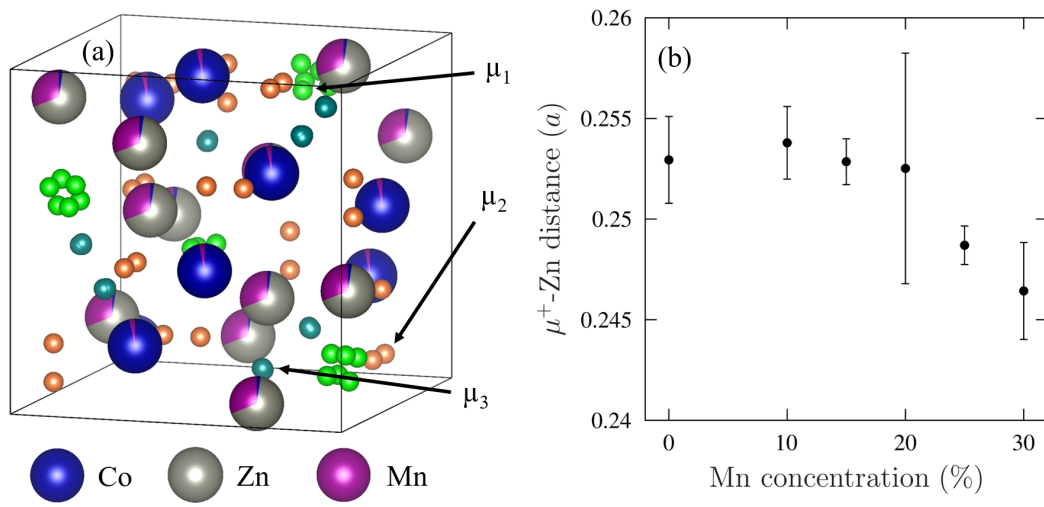 (a)
μ1
μ2
μ3
Co
Zn
Mn
(b)
0.26
0.255
0.25
0.245
0.24
μ+-Zn distance (a)
0
10
20
30
Mn concentration (%)